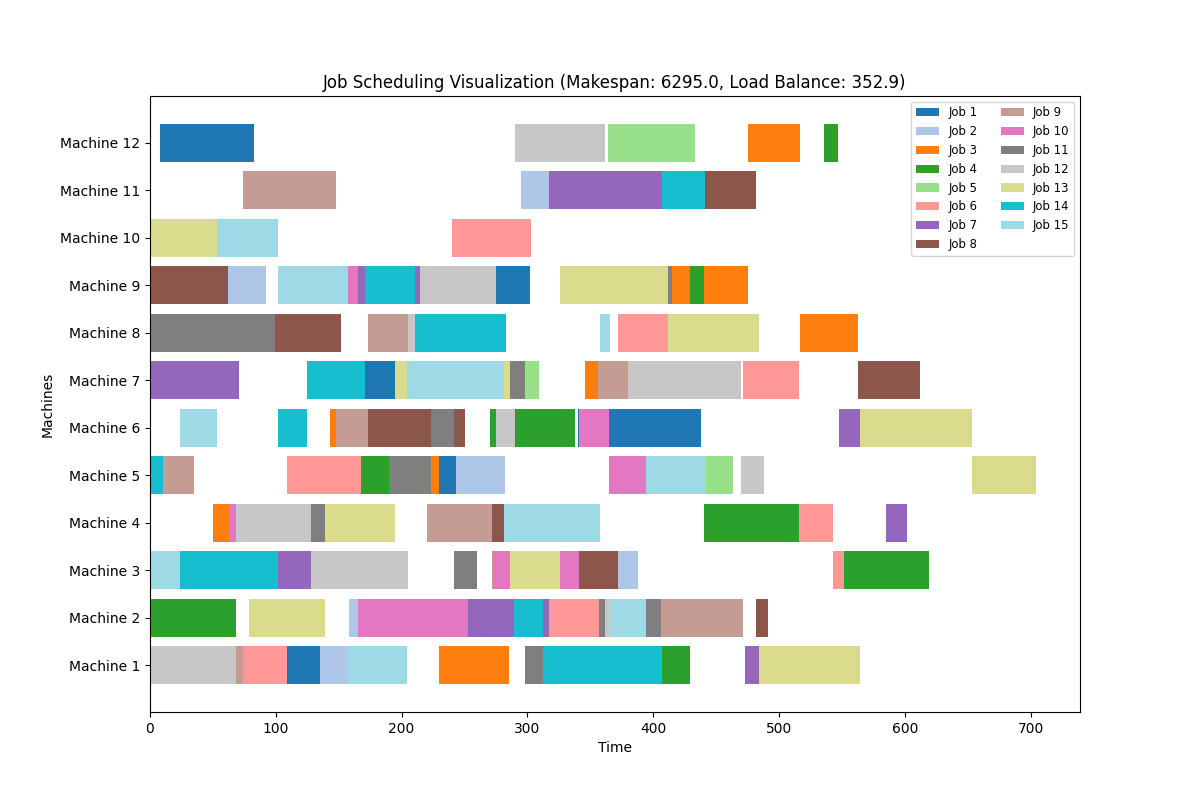 Job Scheduling Visualization (Makespan: 6295.0, Load Balance: 352.9)
Machine 12
Machine 11
Machine 10
Machine 9
Machine 8
Machine 7
Machine 6
Machine 5
Machine 4
Machine 3
Machine 2
Machine 1
Machines
0 100 200 300 400 500 600 700
Time
Job 1
Job 2
Job 3
Job 4
Job 5
Job 6
Job 7
Job 8
Job 9
Job 10
Job 11
Job 12
Job 13
Job 14
Job 15